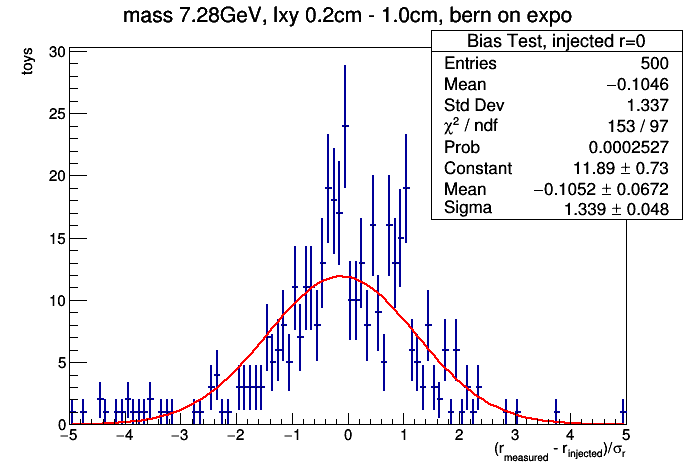 mass 7.28GeV, lxy 0.2cm - 1.0cm, bern on expo
Bias Test, injected r=0
Entries 500
Mean −0.1046
Std Dev 1.337
χ² / ndf 153 / 97
Prob 0.0002527
Constant 11.89 ± 0.73
Mean −0.1052 ± 0.0672
Sigma 1.339 ± 0.048
toys
30
25
20
15
10
5
0
−5 −4 −3 −2 −1 0 1 2 3 4 5
(r_measured - r_injected)/σ_r